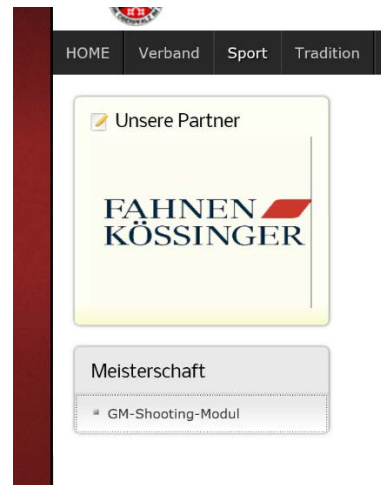 HOME Verband Sport Tradition
Unsere Partner
FAHNEN
KÖSSINGER
Meisterschaft
GM-Shooting-Modul